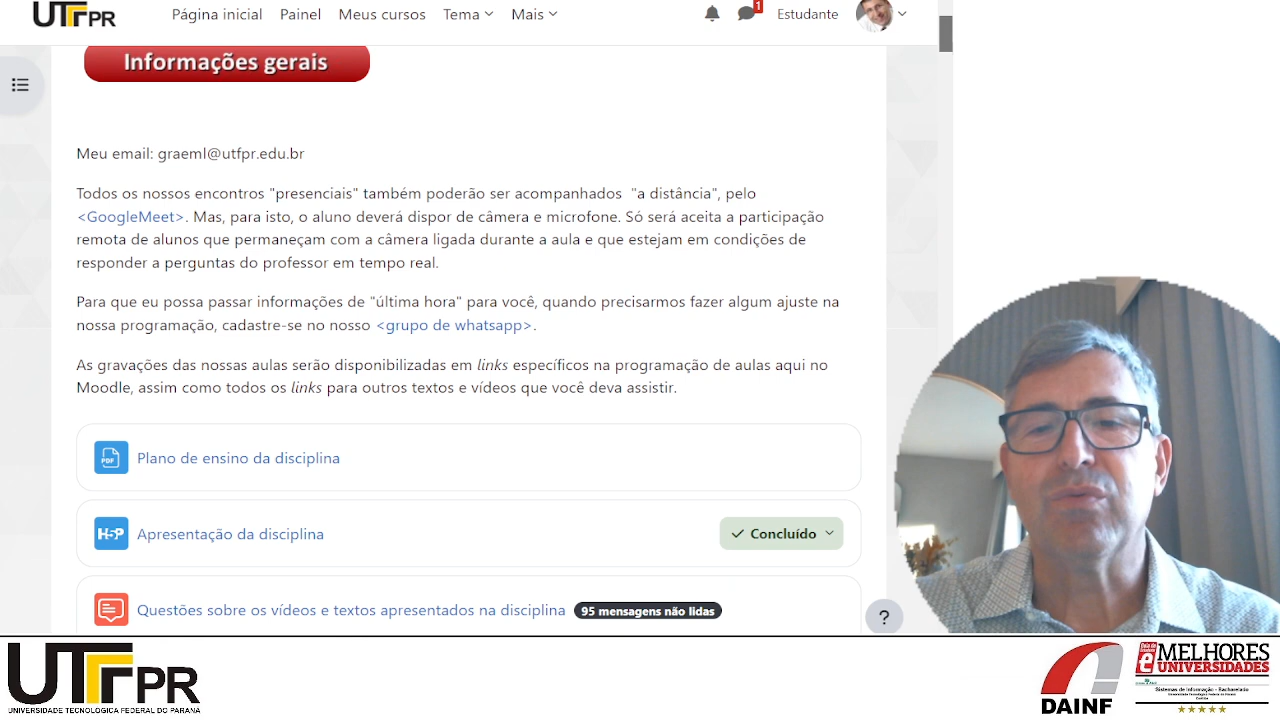 UTFPR
Página inicial Painel Meus cursos Tema Mais 1 Estudante
Informações gerais
Meu email: graeml@utfpr.edu.br
Todos os nossos encontros "presenciais" também poderão ser acompanhados "a distância", pelo
<GoogleMeet>. Mas, para isto, o aluno deverá dispor de câmera e microfone. Só será aceita a participação
remota de alunos que permaneçam com a câmera ligada durante a aula e que estejam em condições de
responder a perguntas do professor em tempo real.
Para que eu possa passar informações de "última hora" para você, quando precisarmos fazer algum ajuste na
nossa programação, cadastre-se no nosso <grupo de whatsapp>.
As gravações das nossas aulas serão disponibilizadas em links específicos na programação de aulas aqui no
Moodle, assim como todos os links para outros textos e vídeos que você deva assistir.
PDF Plano de ensino da disciplina
H5P Apresentação da disciplina Concluído
Questões sobre os vídeos e textos apresentados na disciplina 95 mensagens não lidas
?
UTFPR
UNIVERSIDADE TECNOLÓGICA FEDERAL DO PARANÁ
DAINF
MELHORES
UNIVERSIDADES
Sistemas de Informação - Bacharelado
Universidade Tecnológica Federal do Paraná
Curitiba